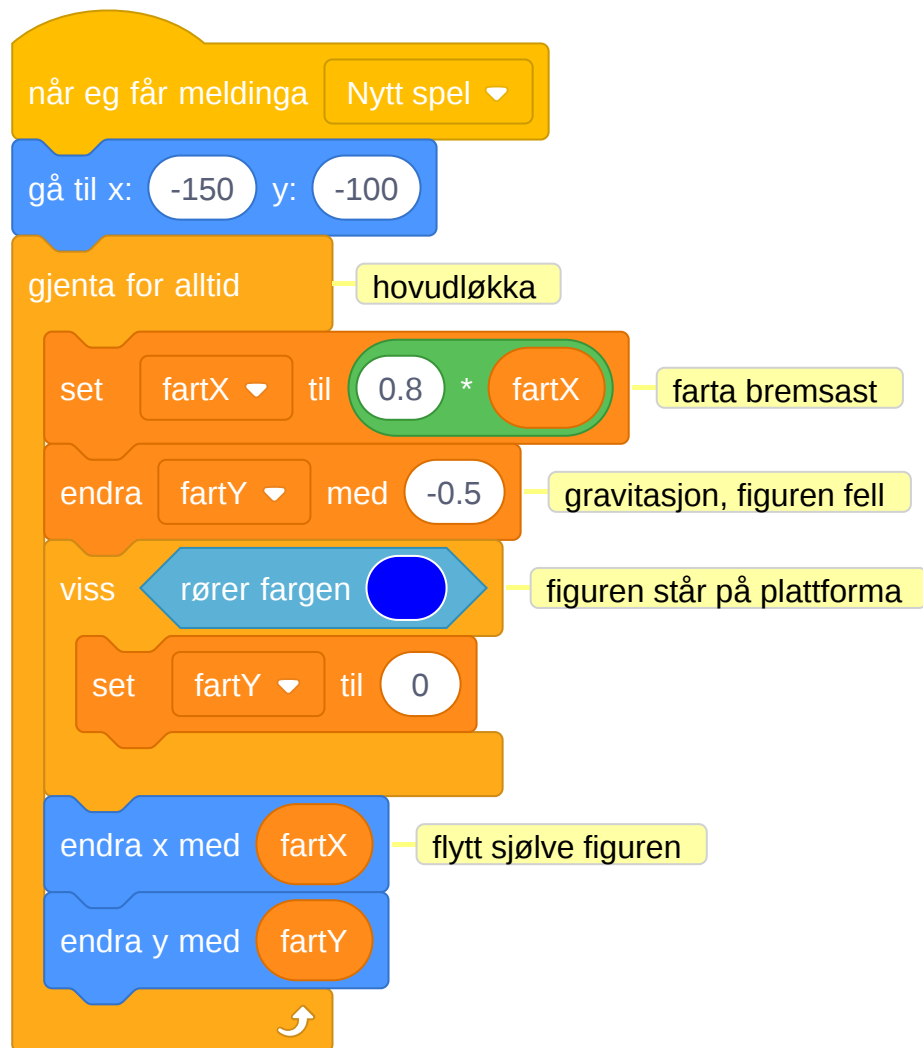 når eg får meldinga Nytt spel
gå til x: -150 y: -100
gjenta for alltid hovudløkka
set fartX til 0.8 * fartX farta bremsast
endra fartY med -0.5 gravitasjon, figuren fell
viss rører fargen figuren står på plattforma
set fartY til 0
endra x med fartX flytt sjølve figuren
endra y med fartY